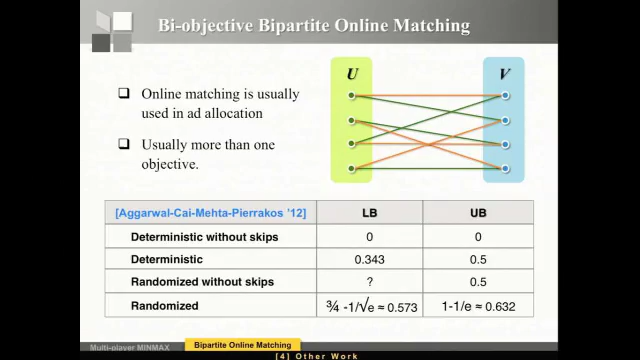 Bi-objective Bipartite Online Matching
Online matching is usually
used in ad allocation
Usually more than one
objective.
U
V
[Aggarwal-Cai-Mehta-Pierrakos '12] LB UB
Deterministic without skips 0 0
Deterministic 0.343 0.5
Randomized without skips ? 0.5
Randomized ¾ -1/√e ≈ 0.573 1-1/e ≈ 0.632
Multi-player MINMAX Bipartite Online Matching
[4] Other Work